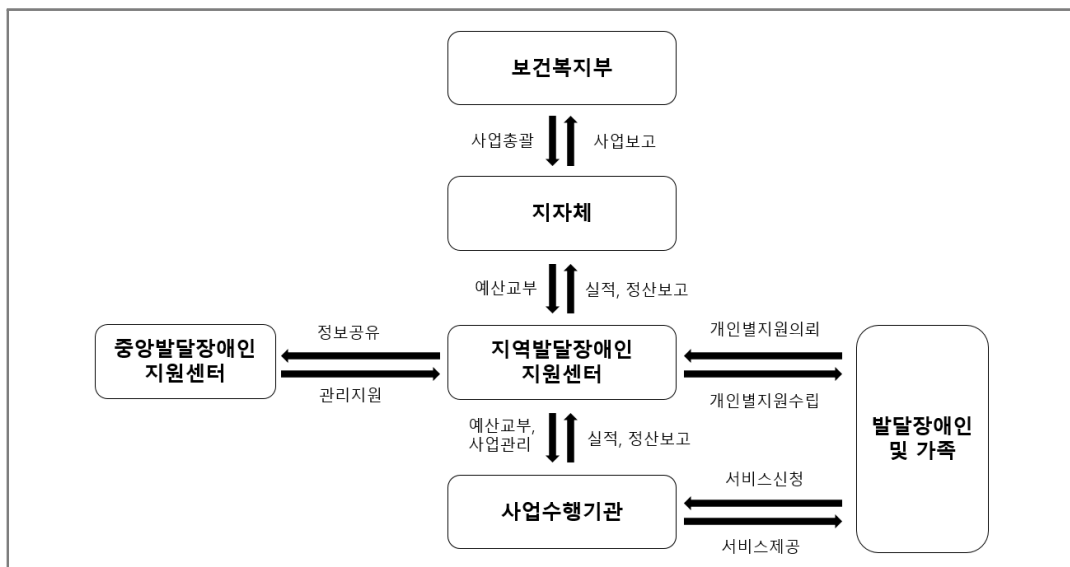 보건복지부
사업총괄
사업보고
지자체
예산교부
실적, 정산보고
정보공유
개인별지원의뢰
중앙발달장애인
지원센터
지역발달장애인
지원센터
관리지원
개인별지원수립
발달장애인
및 가족
예산교부,
사업관리
실적, 정산보고
서비스신청
사업수행기관
서비스제공